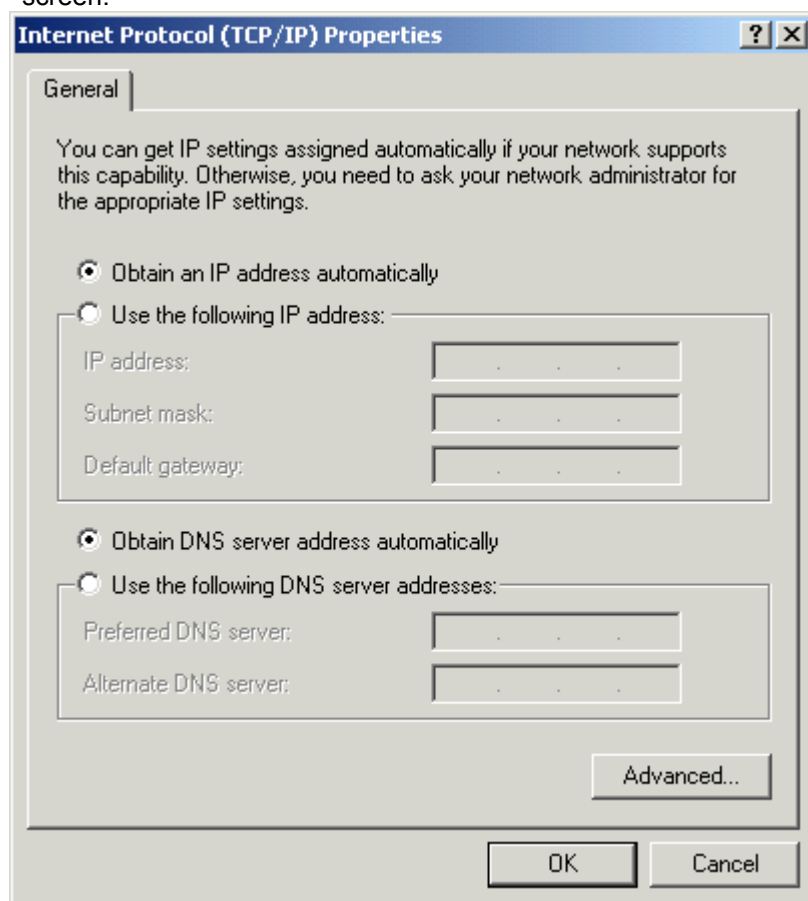 screen.
Internet Protocol (TCP/IP) Properties
General
You can get IP settings assigned automatically if your network supports
this capability. Otherwise, you need to ask your network administrator for
the appropriate IP settings.
Obtain an IP address automatically
Use the following IP address:
IP address:
Subnet mask:
Default gateway:
Obtain DNS server address automatically
Use the following DNS server addresses:
Preferred DNS server:
Alternate DNS server:
Advanced...
OK Cancel